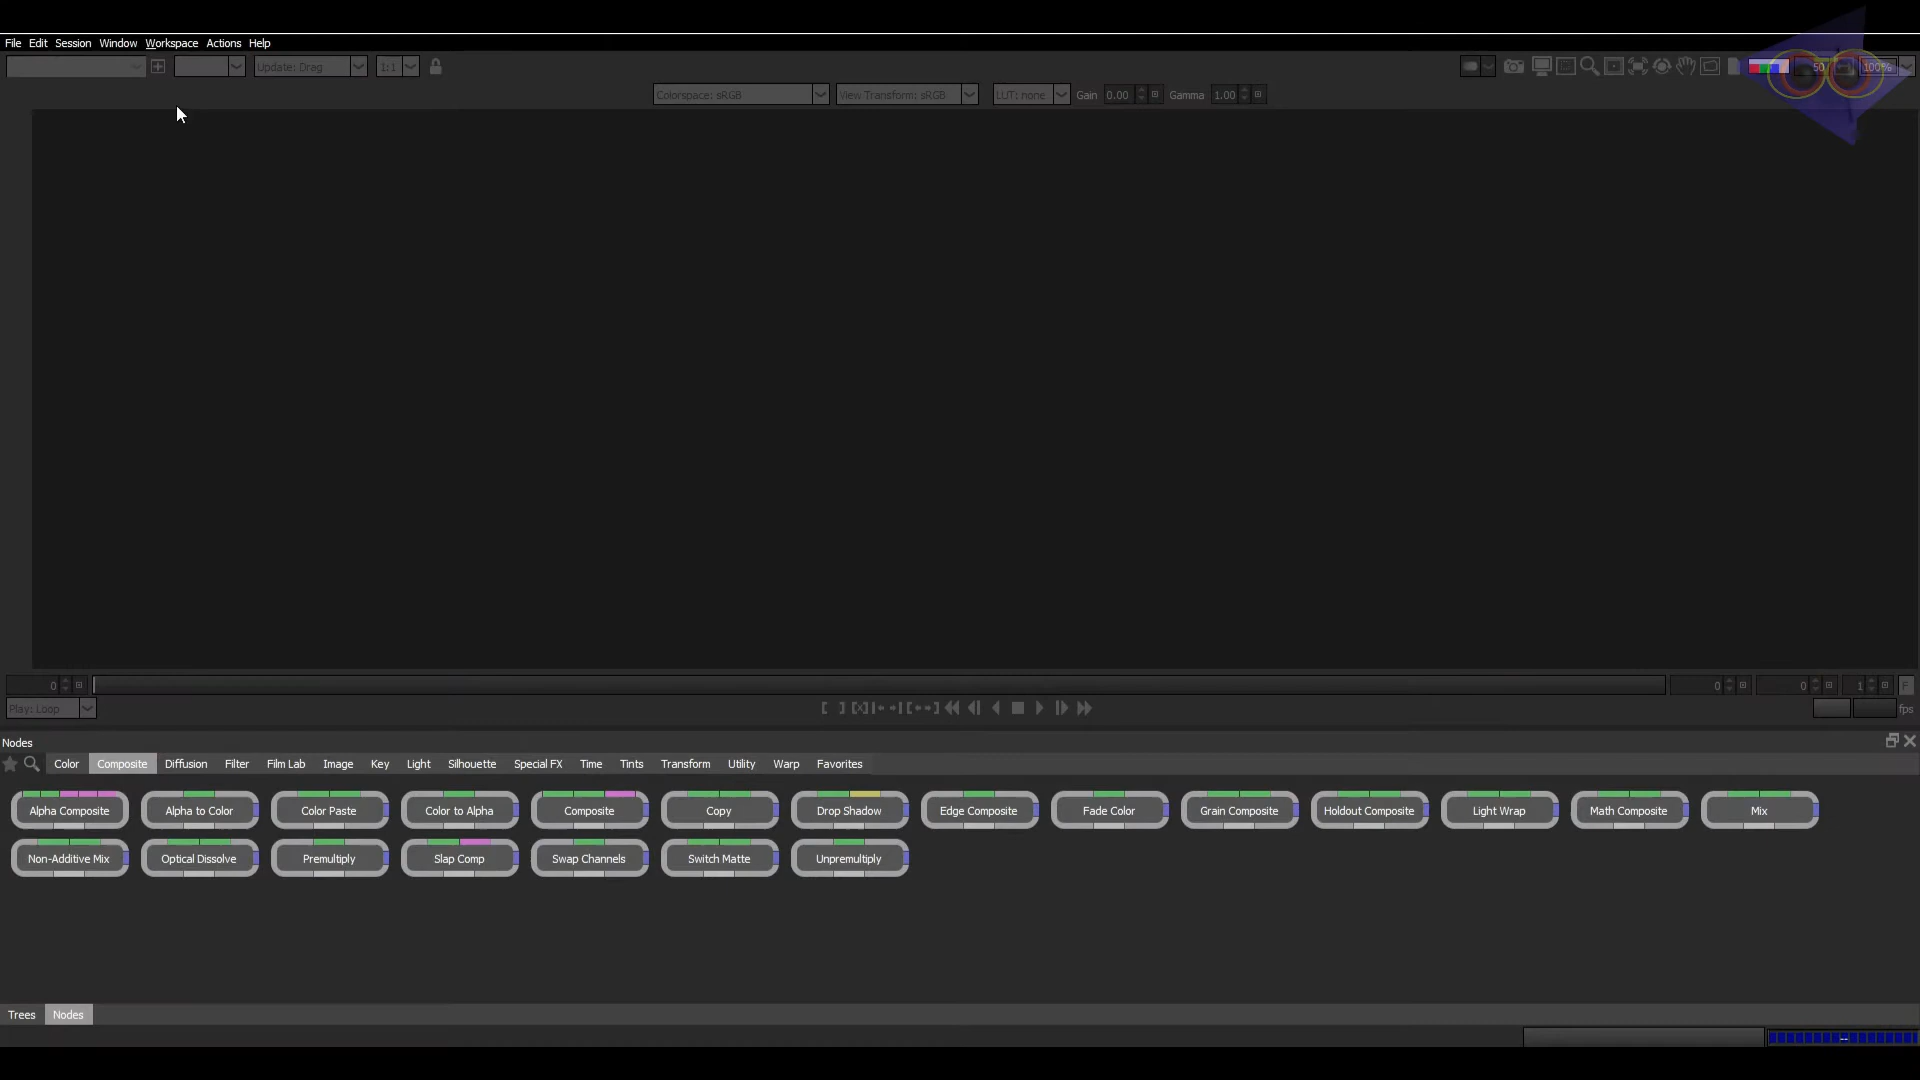 File Edit Session Window Workspace Actions Help
Update: Drag 1:1 50 100%
Colorspace: sRGB View Transform: sRGB LUT: none Gain 0.00 Gamma 1.00
0 0 0 1 F
Play: Loop fps
Nodes
Color Composite Diffusion Filter Film Lab Image Key Light Silhouette Special FX Time Tints Transform Utility Warp Favorites
Alpha Composite Alpha to Color Color Paste Color to Alpha Composite Copy Drop Shadow Edge Composite Fade Color Grain Composite Holdout Composite Light Wrap Math Composite Mix
Non-Additive Mix Optical Dissolve Premultiply Slap Comp Swap Channels Switch Matte Unpremultiply
Trees Nodes
--